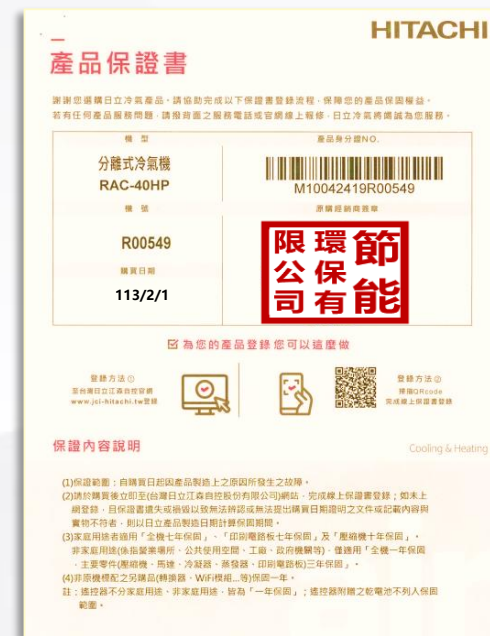 HITACHI
產品保證書
謝謝您選購日立冷氣產品,請協助完成以下保證書登錄流程,保障您的產品保固權益。
若有任何產品服務問題,請撥背面之服務電話或官網線上報修,日立冷氣將竭誠為您服務。
機 型
分離式冷氣機
RAC-40HP
機 號
R00549
購買日期
113/2/1
產品身分證NO.
M10042419R00549
原購經銷商簽章
節能
環保有
限公司
為您的產品登錄 您可以這麼做
登錄方法①
至台灣日立江森自控官網
www.jci-hitachi.tw登錄
登錄方法②
掃描QRcode
完成線上保證書登錄
保證內容說明
Cooling & Heating
(1)保證範圍:自購買日起因產品製造上之原因所發生之故障。
(2)請於購買後立即至(台灣日立江森自控股份有限公司)網站,完成線上保證書登錄;如未上
網登錄,且保證書遺失或損毀以致無法辨認或無法提出購買日期證明之文件或記載內容與
實物不符者,則以日立產品製造日期計算保固期間。
(3)家庭用途者適用「全機七年保固」、「印刷電路板七年保固」及「壓縮機十年保固」。
非家庭用途(係指營業場所、公共使用空間、工廠、政府機關等),僅適用「全機一年保固
、主要零件(壓縮機、馬達、冷凝器、蒸發器、印刷電路板)三年保固」。
(4)非原機標配之另購品(轉換器、WiFi模組...等)保固一年。
註:遙控器不分家庭用途、非家庭用途,皆為「一年保固」;遙控器附贈之乾電池不列入保固
範圍。